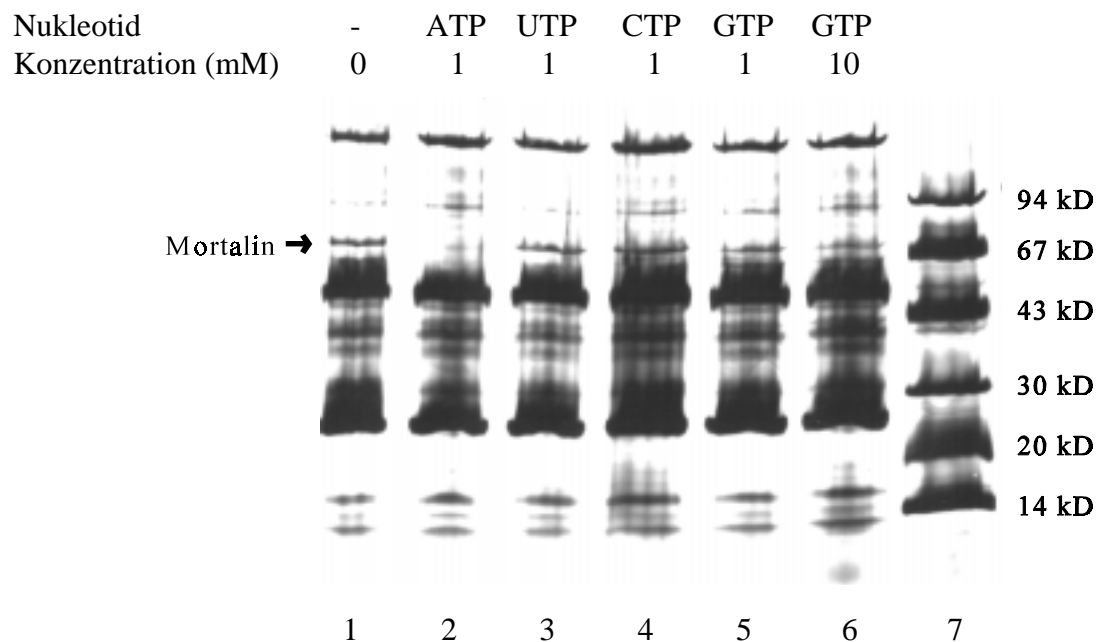 Nukleotid - ATP UTP CTP GTP GTP
Konzentration (mM) 0 1 1 1 1 10
94 kD
Mortalin →
67 kD
43 kD
30 kD
20 kD
14 kD
1 2 3 4 5 6 7